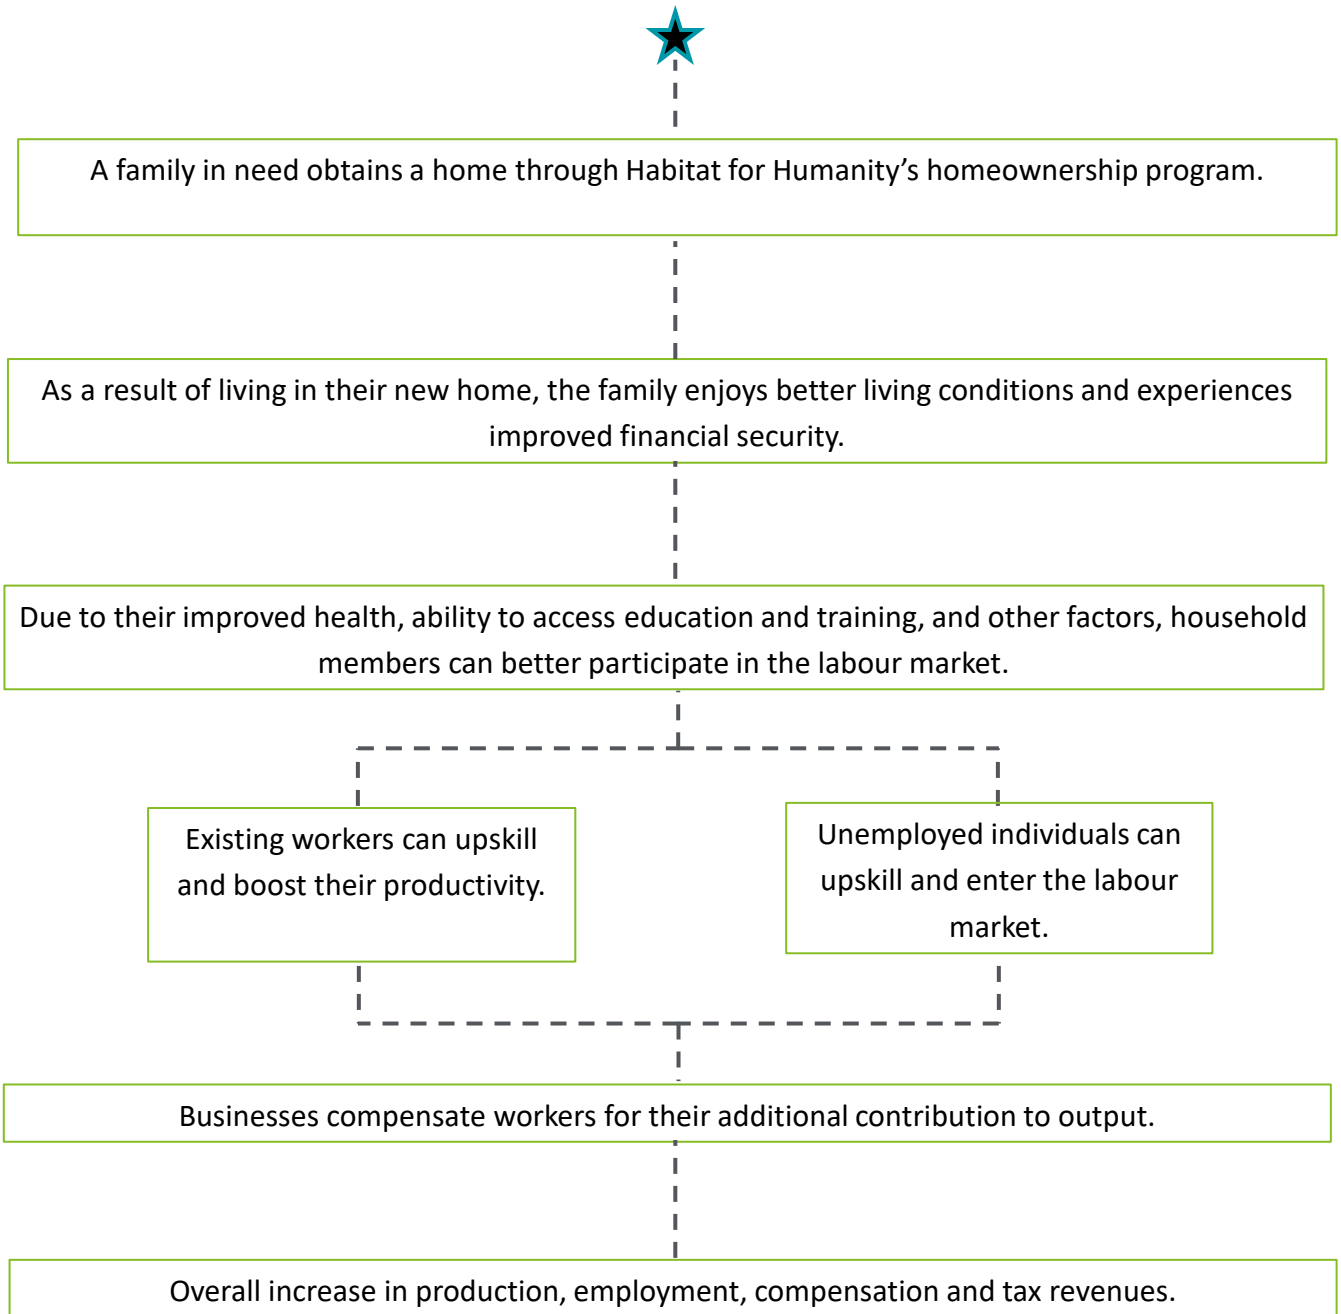 A family in need obtains a home through Habitat for Humanity’s homeownership program.
As a result of living in their new home, the family enjoys better living conditions and experiences
improved financial security.
Due to their improved health, ability to access education and training, and other factors, household
members can better participate in the labour market.
Existing workers can upskill
and boost their productivity.
Unemployed individuals can
upskill and enter the labour
market.
Businesses compensate workers for their additional contribution to output.
Overall increase in production, employment, compensation and tax revenues.